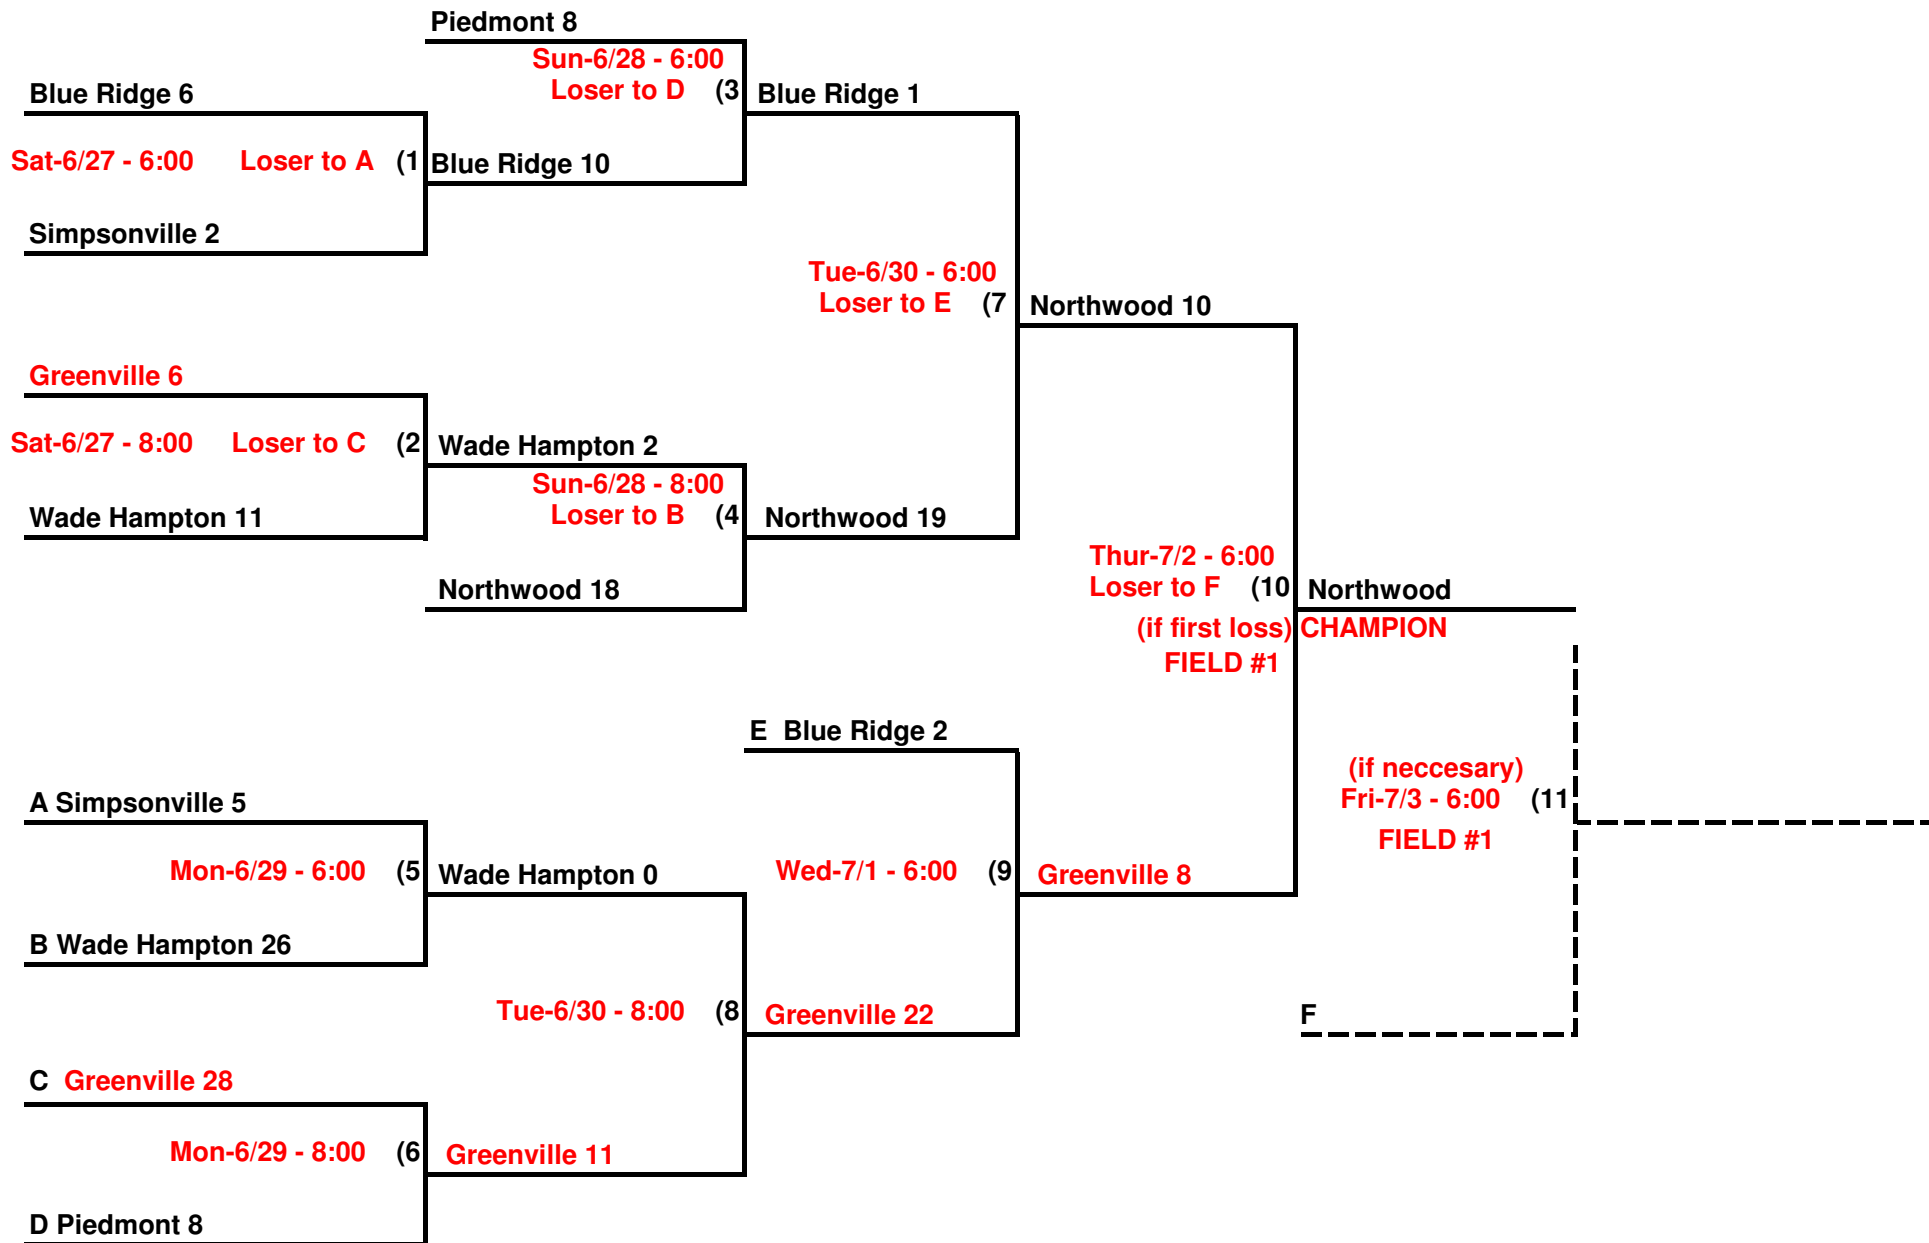 Piedmont 8
Sun-6/28 - 6:00
Loser to D (3
Blue Ridge 6
Blue Ridge 1
Sat-6/27 - 6:00 Loser to A (1
Blue Ridge 10
Simpsonville 2
Tue-6/30 - 6:00
Loser to E (7
Northwood 10
Greenville 6
Sat-6/27 - 8:00 Loser to C (2
Wade Hampton 2
Sun-6/28 - 8:00
Loser to B (4
Wade Hampton 11
Northwood 19
Northwood 18
Thur-7/2 - 6:00
Loser to F (10
Northwood
(if first loss) CHAMPION
FIELD #1
E Blue Ridge 2
(if neccesary)
Fri-7/3 - 6:00 (11
FIELD #1
A Simpsonville 5
Mon-6/29 - 6:00 (5
Wade Hampton 0
Wed-7/1 - 6:00 (9
Greenville 8
B Wade Hampton 26
Tue-6/30 - 8:00 (8
Greenville 22
F
C Greenville 28
Mon-6/29 - 8:00 (6
Greenville 11
D Piedmont 8